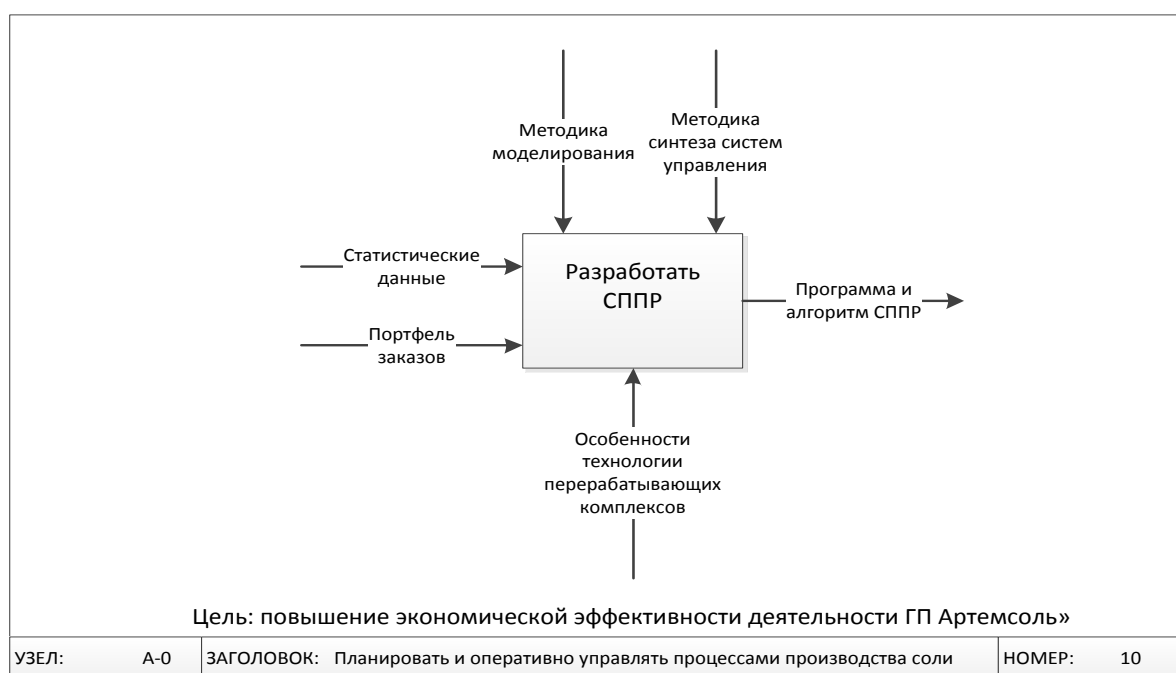 Методика
моделирования
Методика
синтеза систем
управления
Статистические
данные
Портфель
заказов
Разработать
СППР
Программа и
алгоритм СППР
Особенности
технологии
перерабатывающих
комплексов
Цель: повышение экономической эффективности деятельности ГП Артемсоль»
УЗЕЛ: А-0 ЗАГОЛОВОК: Планировать и оперативно управлять процессами производства соли НОМЕР: 10